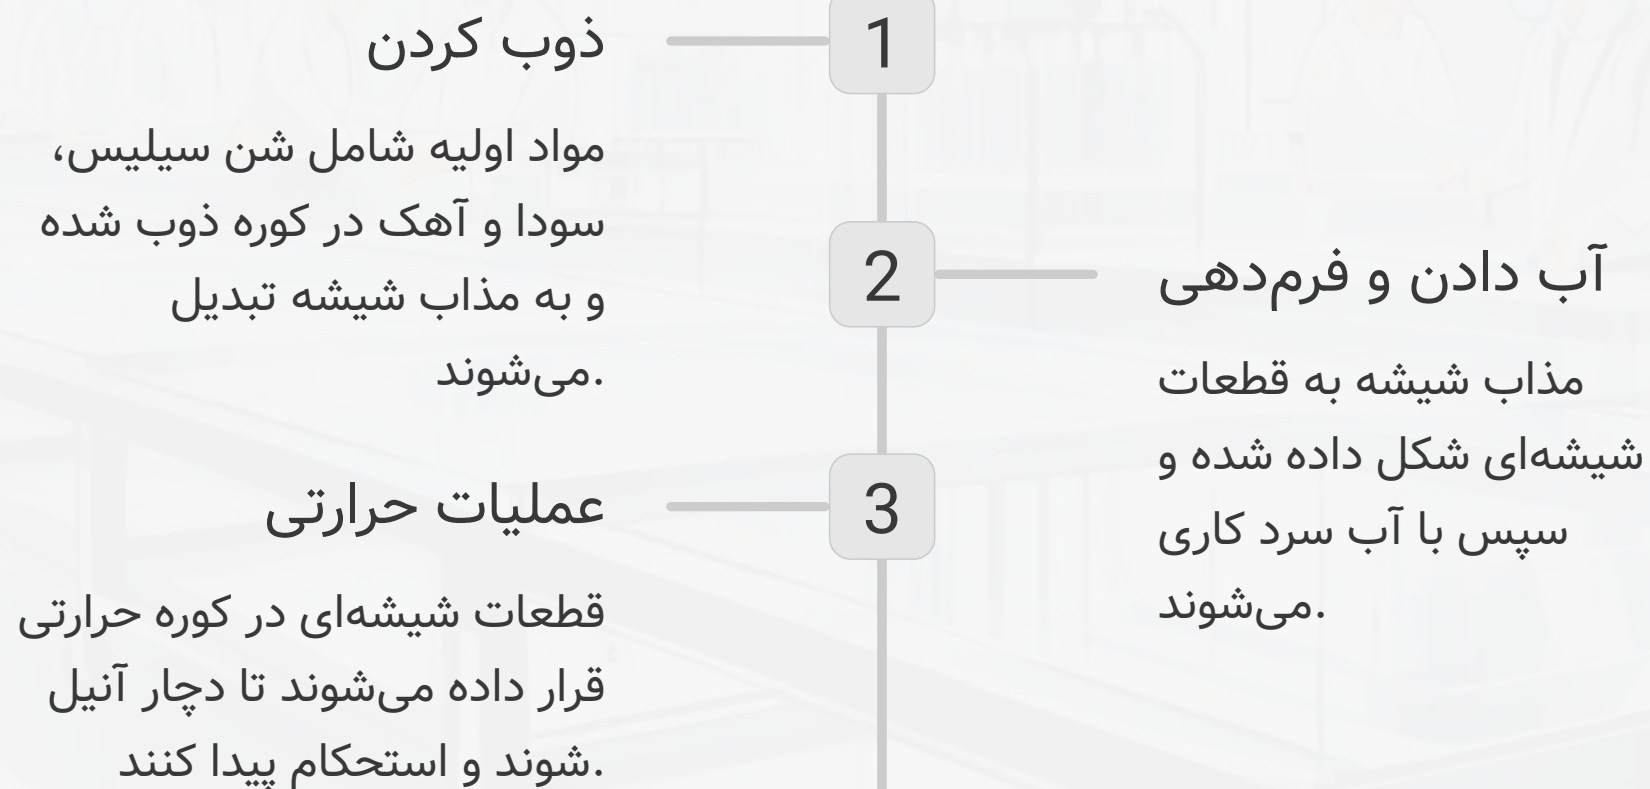 1
ذوب کردن
مواد اولیه شامل شن سیلیس،
سودا و آهک در کوره ذوب شده
و به مذاب شیشه تبدیل
می‌شوند.
2
آب دادن و فرم‌دهی
مذاب شیشه به قطعات
شیشه‌ای شکل داده شده و
سپس با آب سرد کاری
می‌شوند.
3
عملیات حرارتی
قطعات شیشه‌ای در کوره حرارتی
قرار داده می‌شوند تا دچار آنیل
شوند و استحکام پیدا کنند.